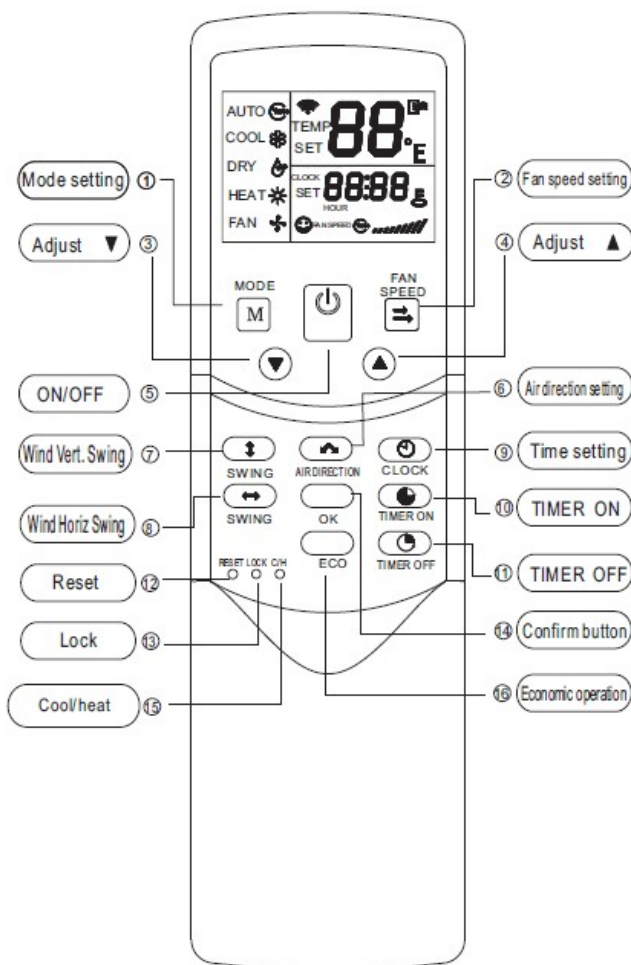 AUTO
COOL
DRY
HEAT
FAN
TEMP
SET
88°E
CLOCK
SET
88:88
HOUR
FAN SPEED
Mode setting ①
② Fan speed setting
Adjust ▼ ③
④ Adjust ▲
MODE
M
FAN
SPEED
ON/OFF ⑤
⑥ Air direction setting
Wind Vert. Swing ⑦
SWING
AIR DIRECTION
CLOCK
⑨ Time setting
Wind Horiz Swing ⑧
SWING
OK
TIMER ON
⑩ TIMER ON
ECO
TIMER OFF
⑪ TIMER OFF
RESET LOCK C/H
Reset ⑫
Lock ⑬
⑭ Confirm button
Cool/heat ⑮
⑯ Economic operation